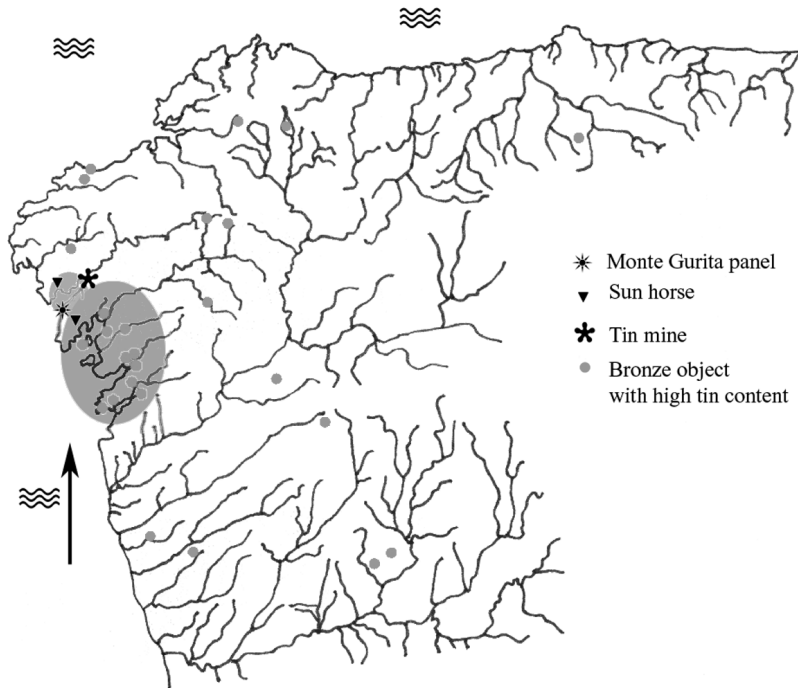 Monte Gurita panel
Sun horse
Tin mine
Bronze object
with high tin content